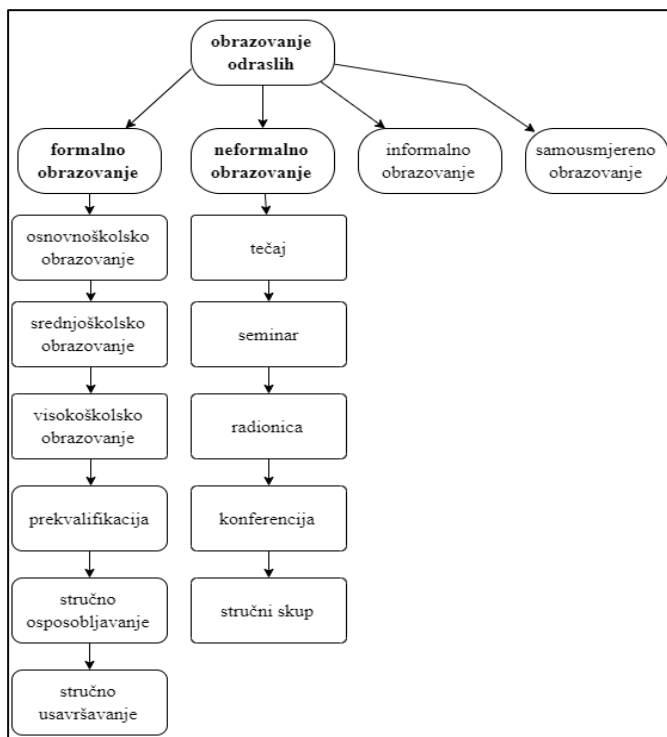 obrazovanje
odraslih
formalno
obrazovanje
neformalno
obrazovanje
informalno
obrazovanje
samousmjereno
obrazovanje
osnovnoškolsko
obrazovanje
tečaj
srednjoškolsko
obrazovanje
seminar
visokoškolsko
obrazovanje
radionica
prekvalifikacija
konferencija
stručno
osposobljavanje
stručni skup
stručno
usavršavanje